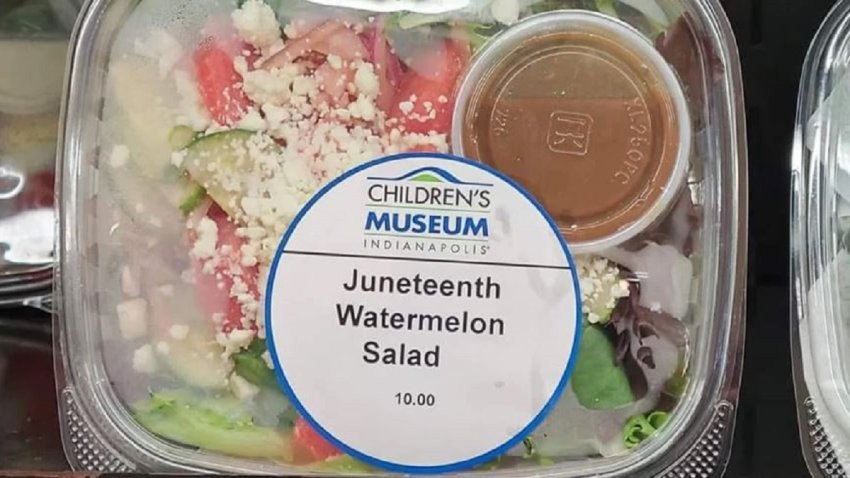 CHILDREN'S
MUSEUM
INDIANAPOLIS
Juneteenth
Watermelon
Salad
10.00